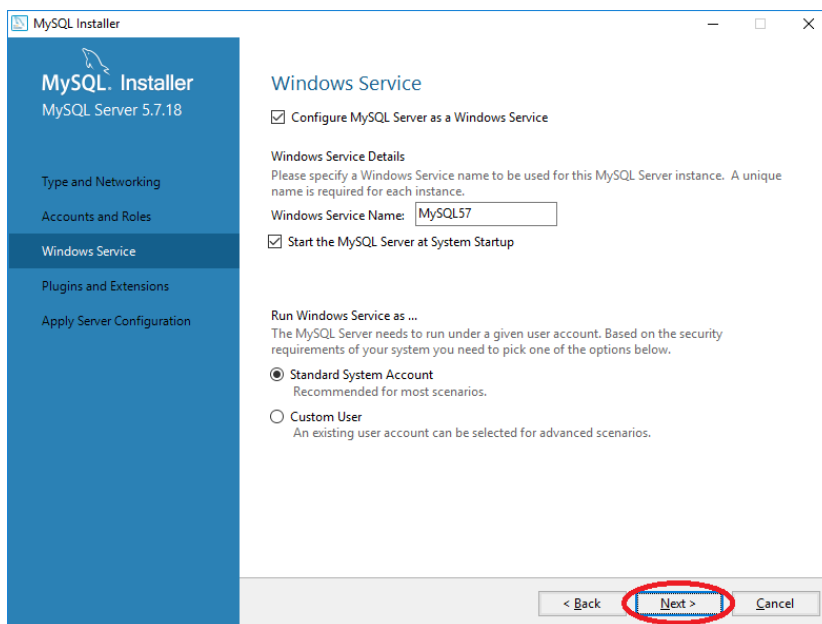 MySQL Installer
MySQL. Installer
MySQL Server 5.7.18
Type and Networking
Accounts and Roles
Windows Service
Plugins and Extensions
Apply Server Configuration
Windows Service
Configure MySQL Server as a Windows Service
Windows Service Details
Please specify a Windows Service name to be used for this MySQL Server instance. A unique
name is required for each instance.
Windows Service Name: MySQL57
Start the MySQL Server at System Startup
Run Windows Service as ...
The MySQL Server needs to run under a given user account. Based on the security
requirements of your system you need to pick one of the options below.
Standard System Account
Recommended for most scenarios.
Custom User
An existing user account can be selected for advanced scenarios.
< Back Next > Cancel